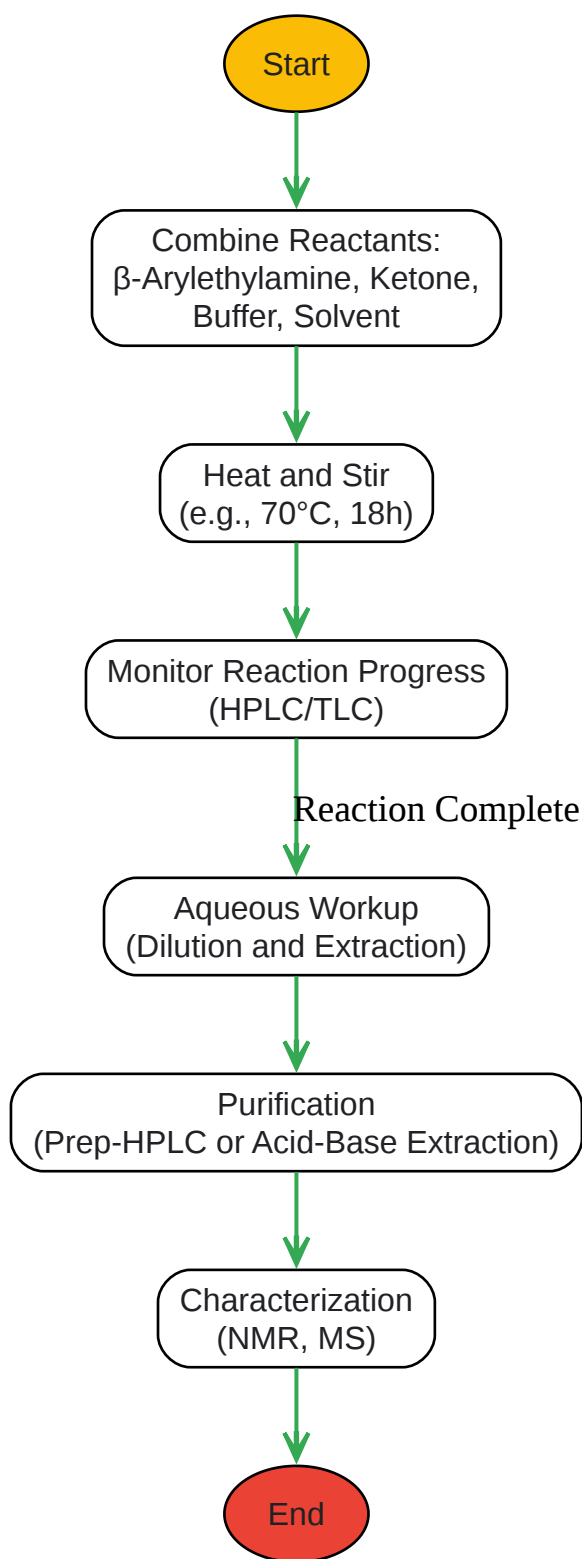 Start
Combine Reactants:
β-Arylethylamine, Ketone,
Buffer, Solvent
Heat and Stir
(e.g., 70°C, 18h)
Monitor Reaction Progress
(HPLC/TLC)
Reaction Complete
Aqueous Workup
(Dilution and Extraction)
Purification
(Prep-HPLC or Acid-Base Extraction)
Characterization
(NMR, MS)
End